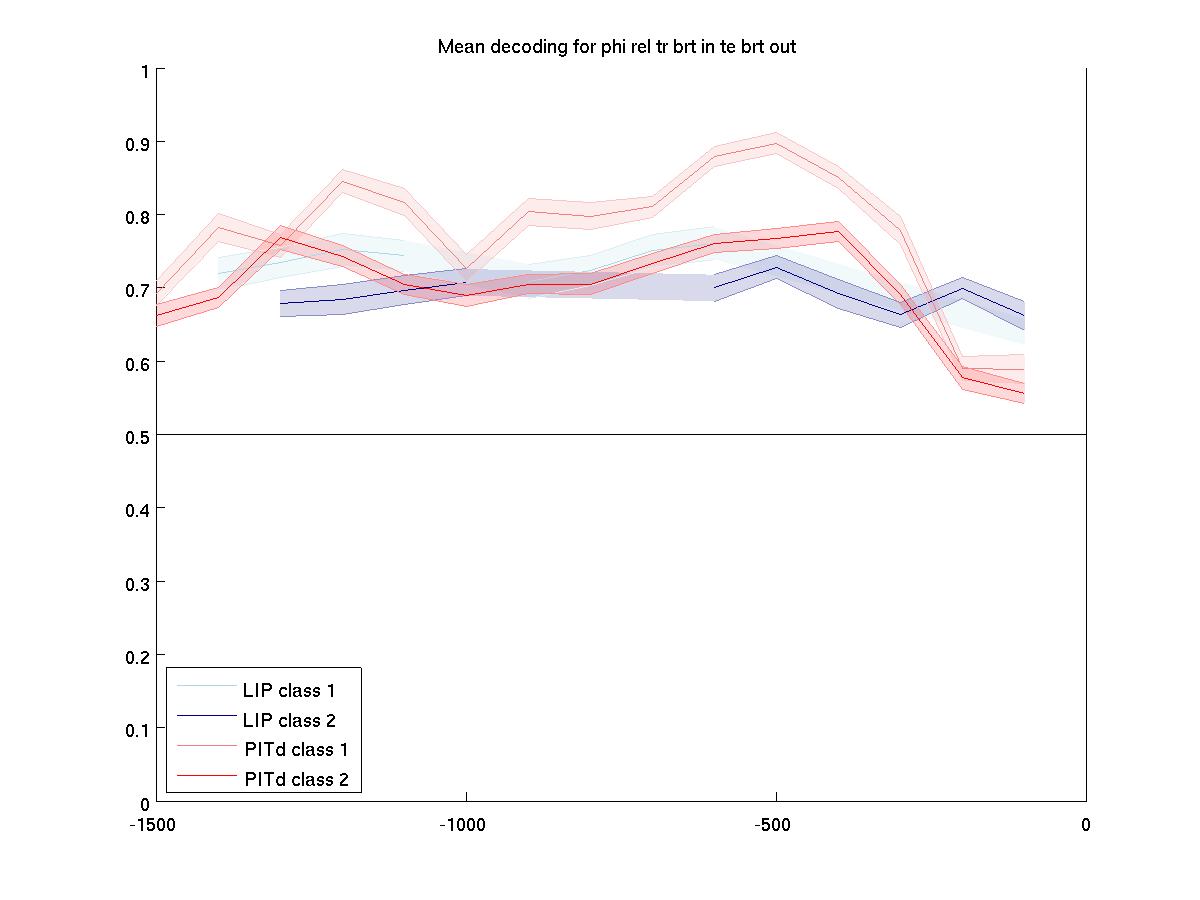 Mean decoding for phi rel tr brt in te brt out
1
0.9
0.8
0.7
0.6
0.5
0.4
0.3
0.2
0.1
0
LIP class 1
LIP class 2
PITd class 1
PITd class 2
-1500 -1000 -500 0